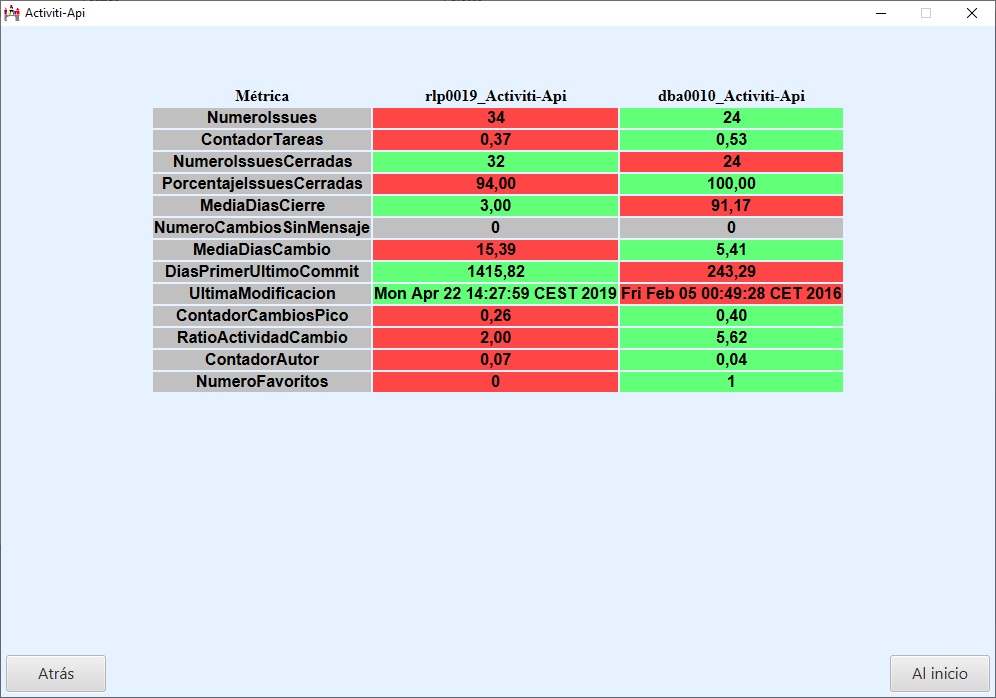 Activiti-Api
Métrica rlp0019_Activiti-Api dba0010_Activiti-Api
NumeroIssues 34 24
ContadorTareas 0,37 0,53
NumeroIssuesCerradas 32 24
PorcentajeIssuesCerradas 94,00 100,00
MediaDiasCierre 3,00 91,17
NumeroCambiosSinMensaje 0 0
MediaDiasCambio 15,39 5,41
DiasPrimerUltimoCommit 1415,82 243,29
UltimaModificacion Mon Apr 22 14:27:59 CEST 2019 Fri Feb 05 00:49:28 CET 2016
ContadorCambiosPico 0,26 0,40
RatioActividadCambio 2,00 5,62
ContadorAutor 0,07 0,04
NumeroFavoritos 0 1
Atrás Al inicio